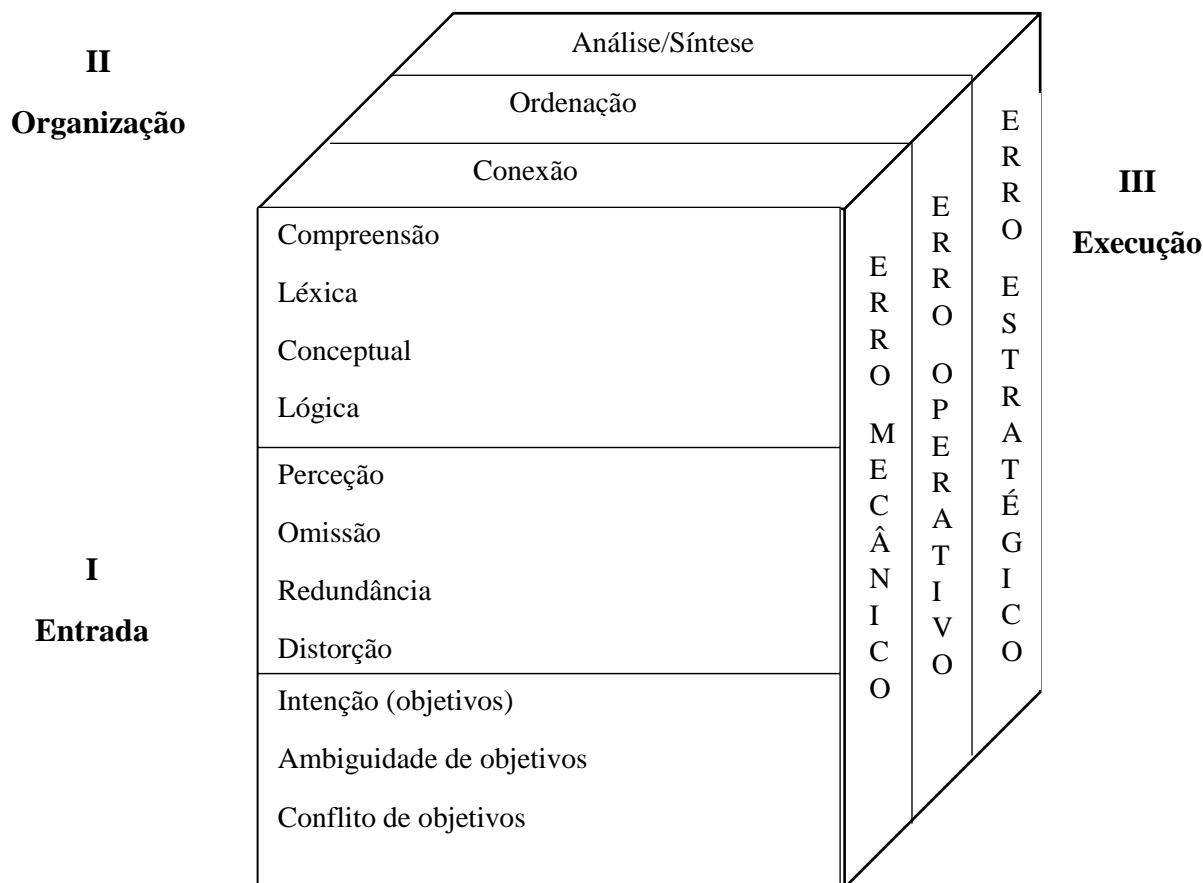 II
Organização
Análise/Síntese
Ordenação
Conexão
Compreensão
Léxica
Conceptual
Lógica
Perceção
Omissão
Redundância
Distorção
Intenção (objetivos)
Ambiguidade de objetivos
Conflito de objetivos
I
Entrada
ERRO MECÂNICO
ERRO OPERATIVO
ERRO ESTRATÉGICO
III
Execução